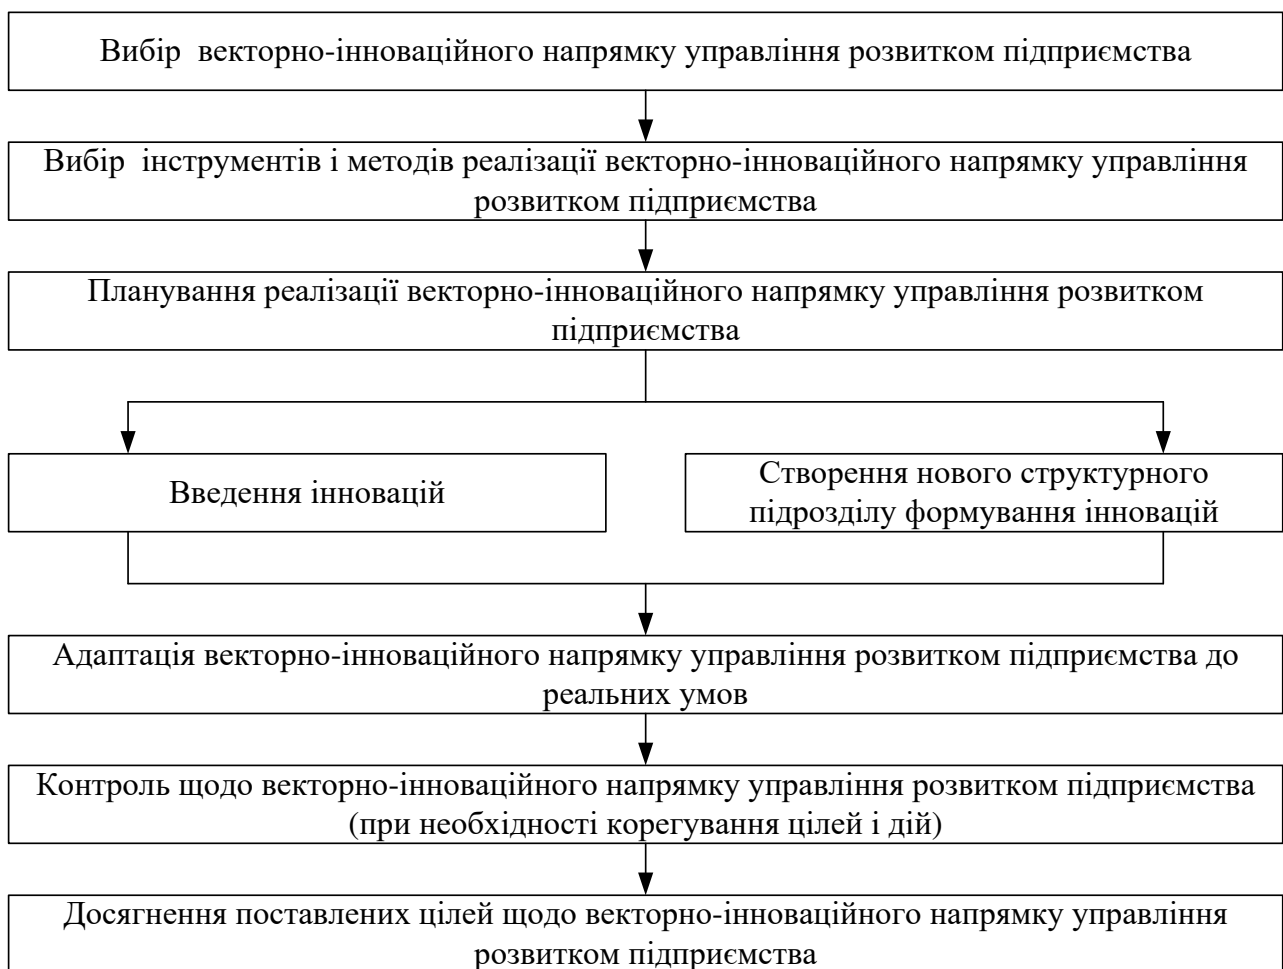 Вибір  векторно-інноваційного напрямку управління розвитком підприємства
Вибір  інструментів і методів реалізації векторно-інноваційного напрямку управління
розвитком підприємства
Планування реалізації векторно-інноваційного напрямку управління розвитком
підприємства
Введення інновацій
Створення нового структурного
підрозділу формування інновацій
Адаптація векторно-інноваційного напрямку управління розвитком підприємства до
реальних умов
Контроль щодо векторно-інноваційного напрямку управління розвитком підприємства
(при необхідності корегування цілей і дій)
Досягнення поставлених цілей щодо векторно-інноваційного напрямку управління
розвитком підприємства